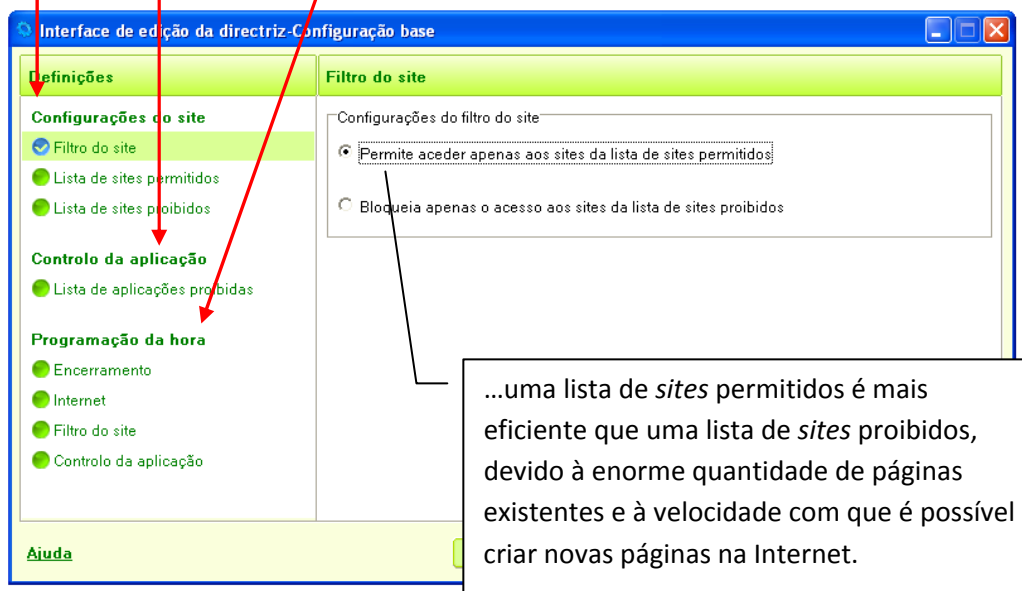 Interface de edição da directriz-Configuração base
Definições
Configurações do site
Filtro do site
Lista de sites permitidos
Lista de sites proibidos
Controlo da aplicação
Lista de aplicações proibidas
Programação da hora
Encerramento
Internet
Filtro do site
Controlo da aplicação
Ajuda
Filtro do site
Configurações do filtro do site
Permite aceder apenas aos sites da lista de sites permitidos
Bloqueia apenas o acesso aos sites da lista de sites proibidos
…uma lista de sites permitidos é mais
eficiente que uma lista de sites proibidos,
devido à enorme quantidade de páginas
existentes e à velocidade com que é possível
criar novas páginas na Internet.